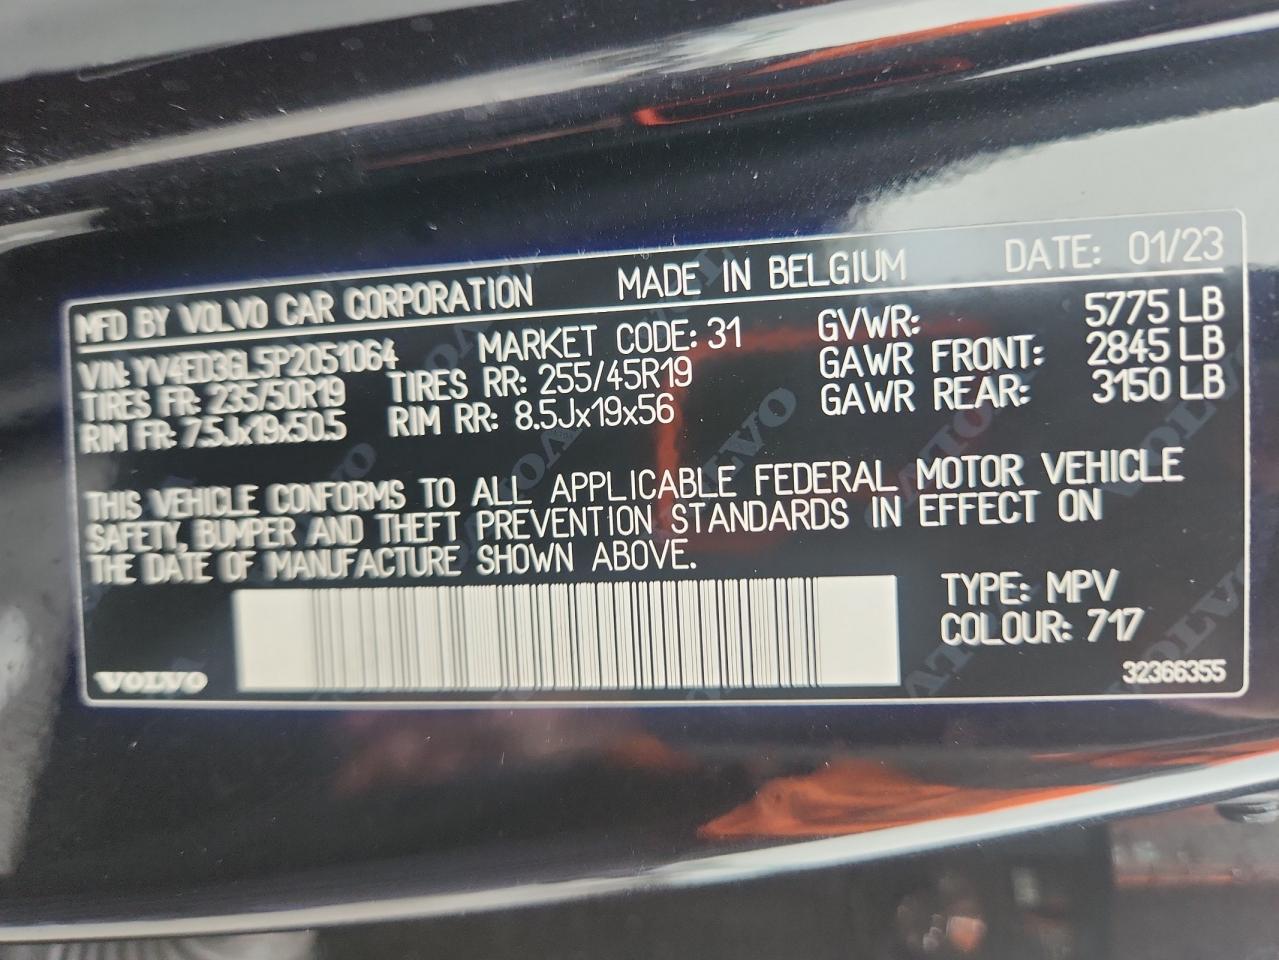 MFD BY VOLVO CAR CORPORATION MADE IN BELGIUM DATE: 01/23
VIN: YV4ED3GL5P2051064 MARKET CODE: 31 GVWR: 5775 LB
TIRES FR: 235/50R19 TIRES RR: 255/45R19 GAWR FRONT: 2845 LB
RIM FR: 7.5Jx19x50.5 RIM RR: 8.5Jx19x56 GAWR REAR: 3150 LB
THIS VEHICLE CONFORMS TO ALL APPLICABLE FEDERAL MOTOR VEHICLE
SAFETY, BUMPER AND THEFT PREVENTION STANDARDS IN EFFECT ON
THE DATE OF MANUFACTURE SHOWN ABOVE.
TYPE: MPV
COLOUR: 717
VOLVO 32366355